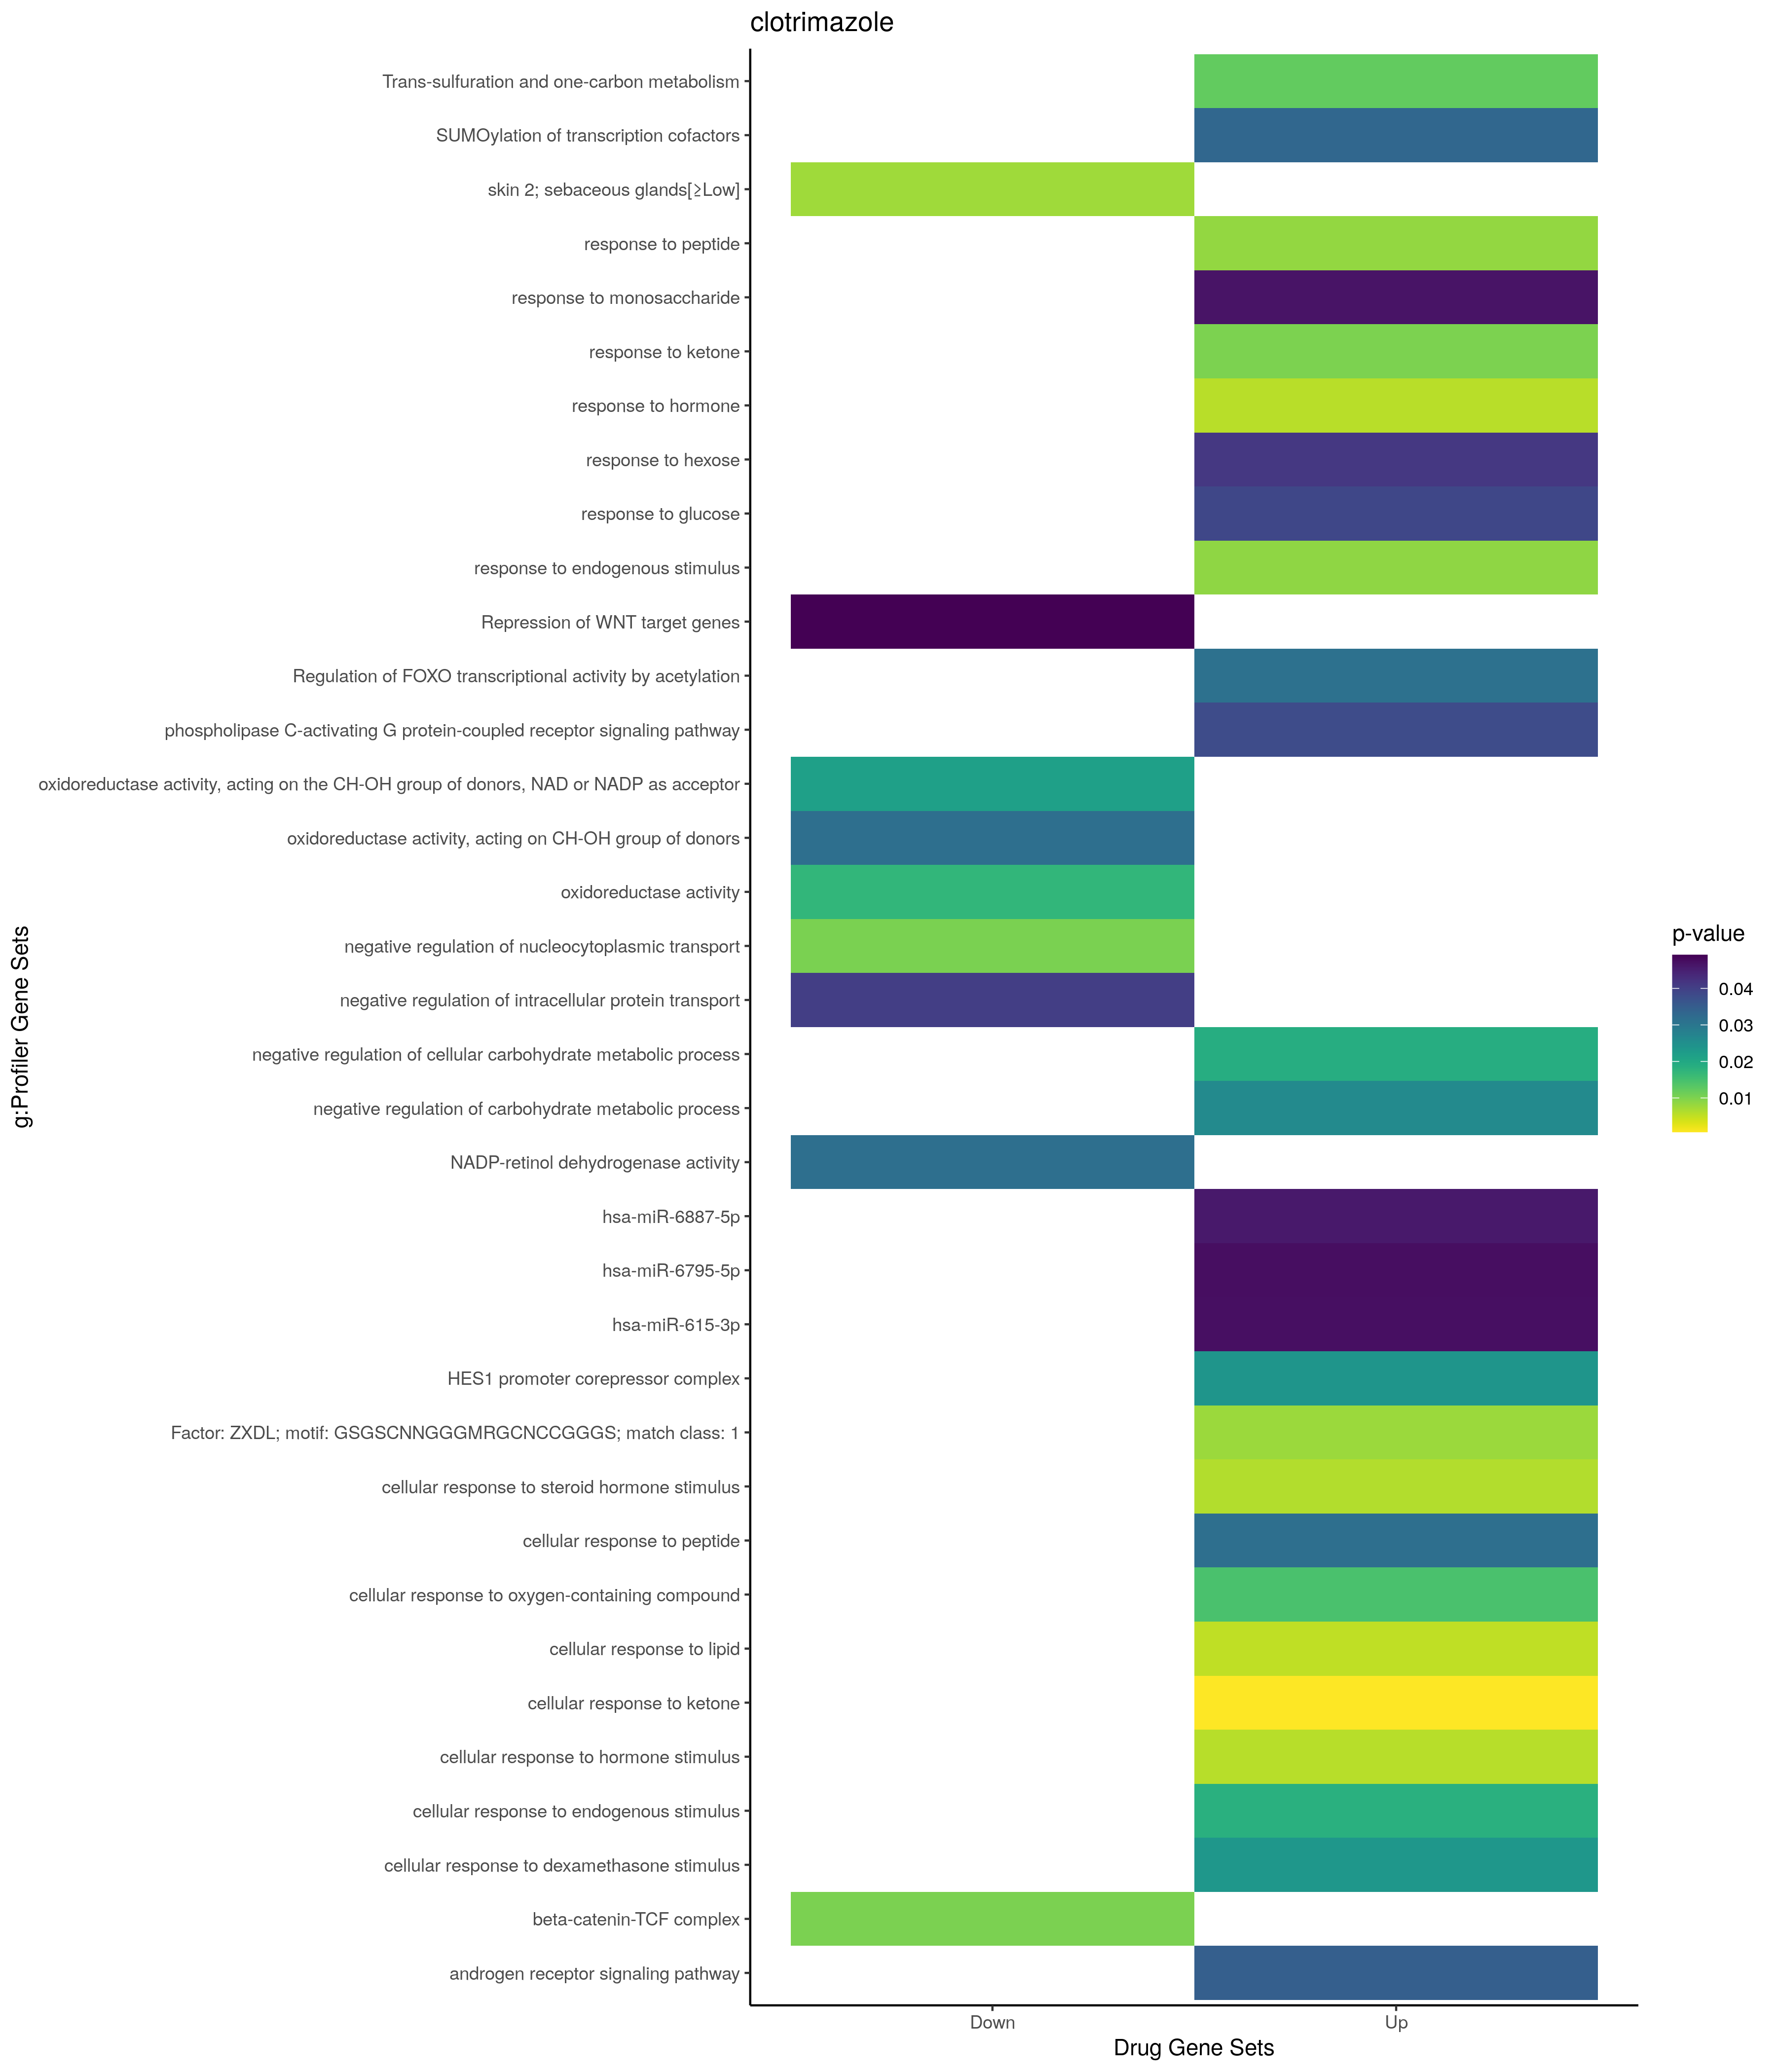 clotrimazole
Trans-sulfuration and one-carbon metabolism
SUMOylation of transcription cofactors
skin 2; sebaceous glands[≥Low]
response to peptide
response to monosaccharide
response to ketone
response to hormone
response to hexose
response to glucose
response to endogenous stimulus
Repression of WNT target genes
Regulation of FOXO transcriptional activity by acetylation
phospholipase C-activating G protein-coupled receptor signaling pathway
oxidoreductase activity, acting on the CH-OH group of donors, NAD or NADP as acceptor
oxidoreductase activity, acting on CH-OH group of donors
oxidoreductase activity
negative regulation of nucleocytoplasmic transport
negative regulation of intracellular protein transport
negative regulation of cellular carbohydrate metabolic process
negative regulation of carbohydrate metabolic process
NADP-retinol dehydrogenase activity
hsa-miR-6887-5p
hsa-miR-6795-5p
hsa-miR-615-3p
HES1 promoter corepressor complex
Factor: ZXDL; motif: GSGSCNNGGGMRGCNCCGGGS; match class: 1
cellular response to steroid hormone stimulus
cellular response to peptide
cellular response to oxygen-containing compound
cellular response to lipid
cellular response to ketone
cellular response to hormone stimulus
cellular response to endogenous stimulus
cellular response to dexamethasone stimulus
beta-catenin-TCF complex
androgen receptor signaling pathway
g:Profiler Gene Sets
Down
Up
Drug Gene Sets
p-value
0.04
0.03
0.02
0.01